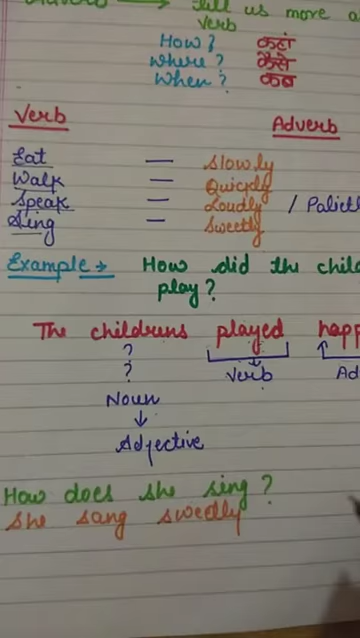 Adverb → Tell us more a
Verb
How? कहां
Where? कैसे
When? कब
Verb Adverb
Eat — Slowly
Walk — Quickly
Speak — Loudly /
Sing — Sweetly
Example → How did the chil
play?
The childrens played happ
? Verb Ad
?
Noun
↓
Adjective
How does she sing?
She sang sweetly